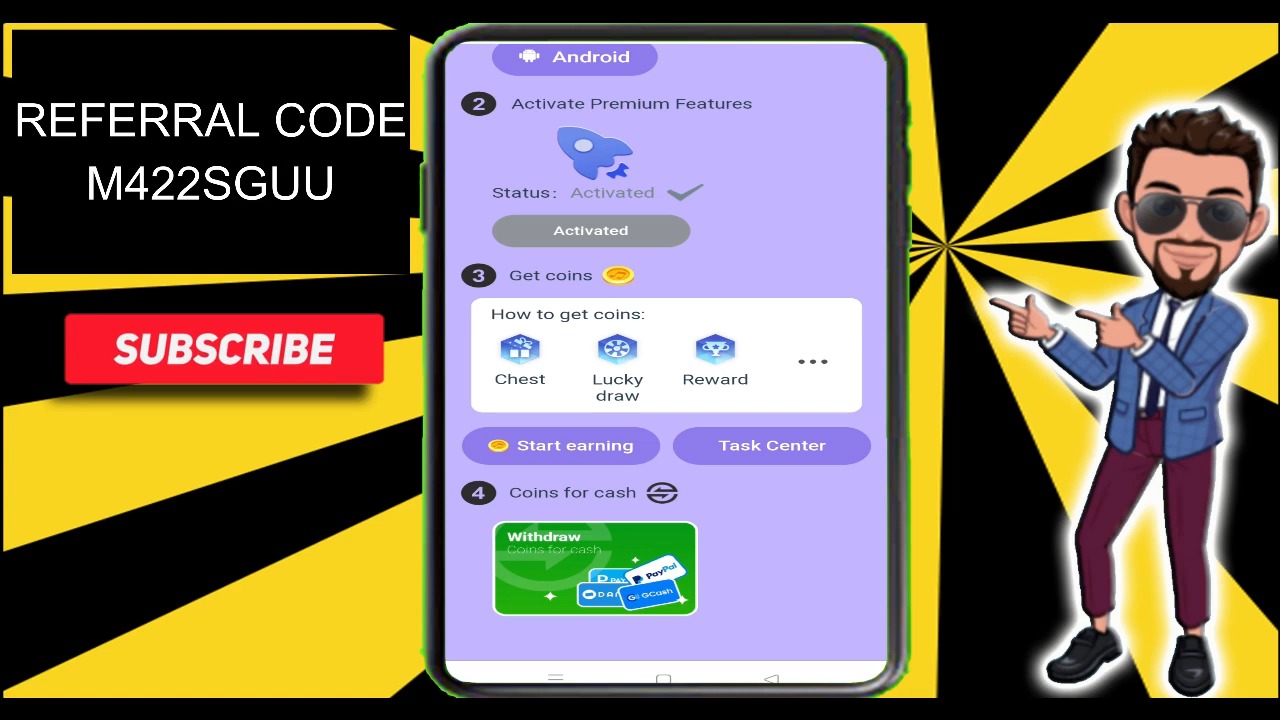 REFERRAL CODE
M422SGUU
SUBSCRIBE
Android
2 Activate Premium Features
Status: Activated
Activated
3 Get coins
How to get coins:
Chest
Lucky
draw
Reward
Start earning
Task Center
4 Coins for cash
Withdraw
Coins for cash
PayPal
GCash